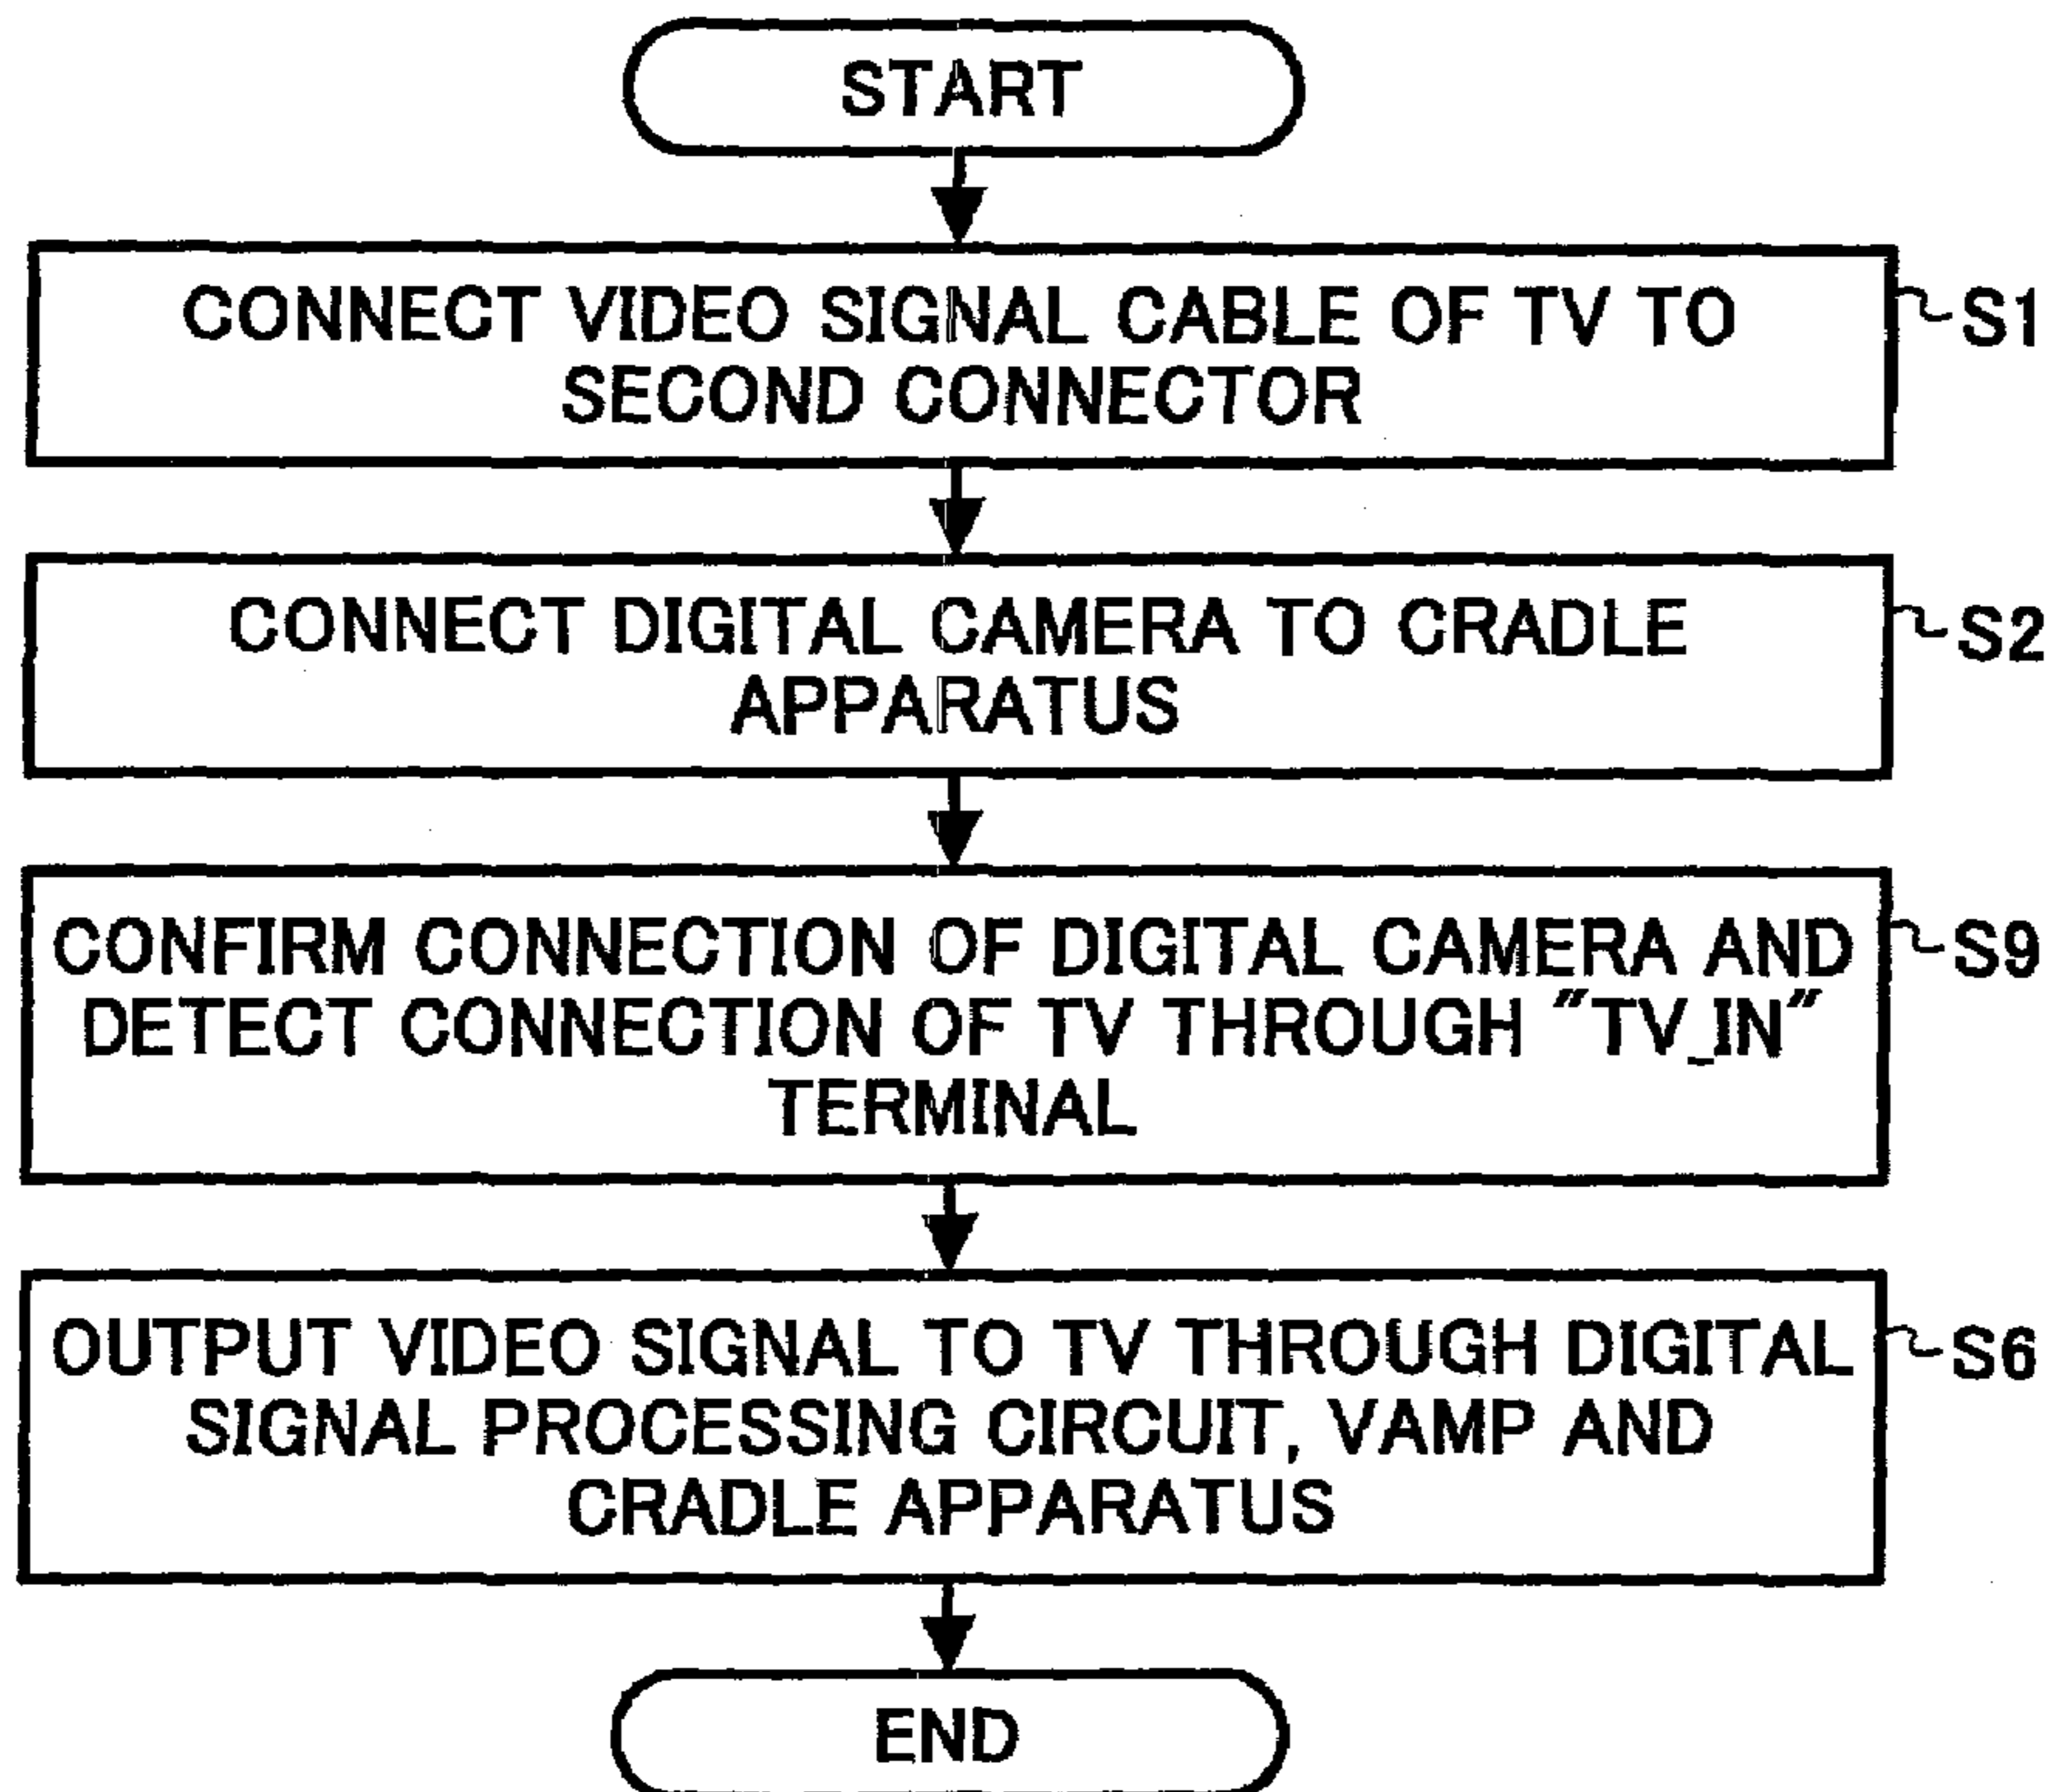 START
CONNECT VIDEO SIGNAL CABLE OF TV TO
SECOND CONNECTOR
S1
CONNECT DIGITAL CAMERA TO CRADLE
APPARATUS
S2
CONFIRM CONNECTION OF DIGITAL CAMERA AND
DETECT CONNECTION OF TV THROUGH "TV_IN"
TERMINAL
S9
OUTPUT VIDEO SIGNAL TO TV THROUGH DIGITAL
SIGNAL PROCESSING CIRCUIT, VAMP AND
CRADLE APPARATUS
S6
END